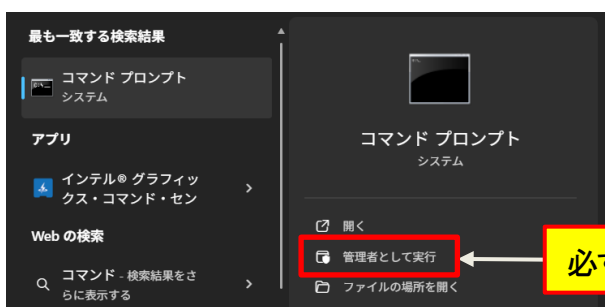 最も一致する検索結果
コマンド プロンプト
システム
アプリ
インテル® グラフィッ
クス・コマンド・セン
Web の検索
コマンド - 検索結果をさ
らに表示する
コマンド プロンプト
システム
開く
管理者として実行
ファイルの場所を開く
必ず